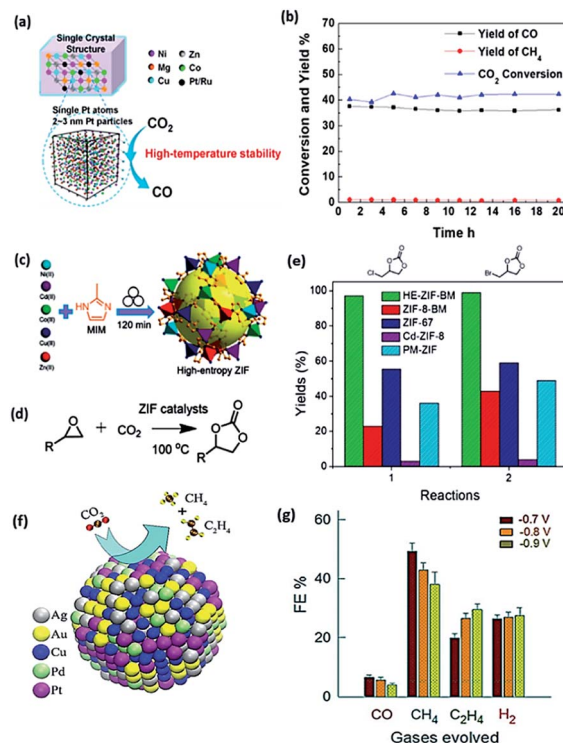 (a)
Single Crystal
Structure
Ni
Zn
Mg
Co
Cu
Pt/Ru
Single Pt atoms
2~3 nm Pt particles
CO₂
High-temperature stability
CO
(b)
Conversion and Yield %
80
70
60
50
40
30
20
10
0
Yield of CO
Yield of CH₄
CO₂ Conversion
0 4 8 12 16 20
Time h
(c)
Ni(II)
Cd(II)
Co(II)
Cu(II)
Zn(II)
+
HN
N
MIM
120 min
High-entropy ZIF
(d)
R
O
+ CO₂
ZIF catalysts
100 °C
O
O
O
R
(e)
Cl
O
O
O
Br
O
O
O
Yields (%)
100
80
60
40
20
0
HE-ZIF-BM
ZIF-8-BM
ZIF-67
Cd-ZIF-8
PM-ZIF
1 2
Reactions
(f)
CO₂
CH₄
+
C₂H₄
Ag
Au
Cu
Pd
Pt
(g)
FE %
60
40
20
0
-0.7 V
-0.8 V
-0.9 V
CO CH₄ C₂H₄ H₂
Gases evolved